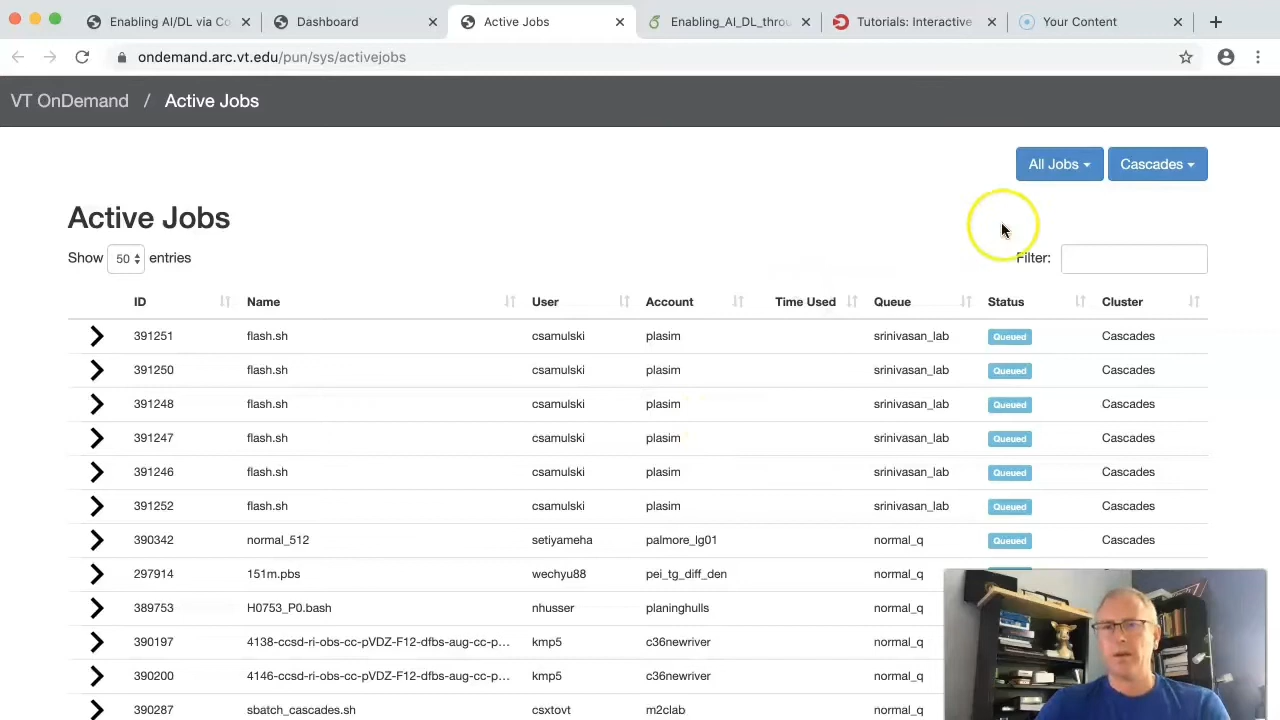 Enabling AI/DL via Co
Dashboard
Active Jobs
Enabling_AI_DL_throu
Tutorials: Interactive
Your Content
ondemand.arc.vt.edu/pun/sys/activejobs
VT OnDemand / Active Jobs
All Jobs
Cascades
Active Jobs
Show 50 entries
Filter:
ID Name User Account Time Used Queue Status Cluster
391251 flash.sh csamulski plasim srinivasan_lab Queued Cascades
391250 flash.sh csamulski plasim srinivasan_lab Queued Cascades
391248 flash.sh csamulski plasim srinivasan_lab Queued Cascades
391247 flash.sh csamulski plasim srinivasan_lab Queued Cascades
391246 flash.sh csamulski plasim srinivasan_lab Queued Cascades
391252 flash.sh csamulski plasim srinivasan_lab Queued Cascades
390342 normal_512 setiyameha palmore_lg01 normal_q Queued Cascades
297914 151m.pbs wechyu88 pei_tg_diff_den normal_q
389753 H0753_P0.bash nhusser planinghulls normal_q
390197 4138-ccsd-ri-obs-cc-pVDZ-F12-dfbs-aug-cc-p... kmp5 c36newriver normal_q
390200 4146-ccsd-ri-obs-cc-pVDZ-F12-dfbs-aug-cc-p... kmp5 c36newriver normal_q
390287 sbatch_cascades.sh csxtovt m2clab normal_q